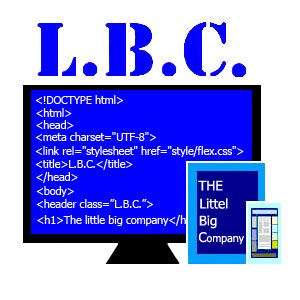 L.B.C.
<!DOCTYPE html>
<html>
<head>
<meta charset="UTF-8">
<link rel="stylesheet" href="style/flex.css">
<title>L.B.C.</title>
</head>
<body>
<header class="L.B.C.">
<h1>The little big company</h
THE
Littel
Big
Company